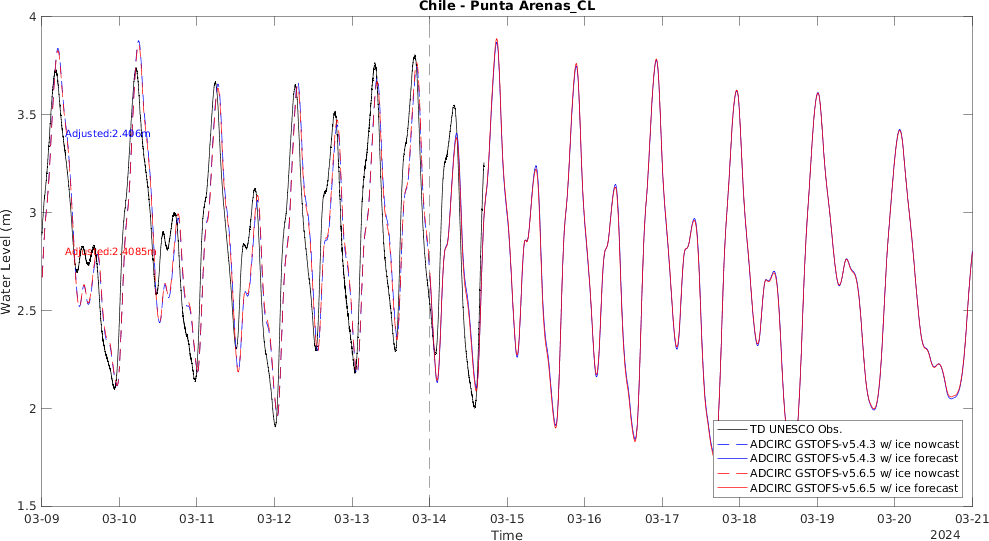 Chile - Punta Arenas_CL
4
3.5
3
2.5
2
1.5
Water Level (m)
Adjusted:2.406m
Adjusted:2.4085m
TD UNESCO Obs.
ADCIRC GSTOFS-v5.4.3 w/ ice nowcast
ADCIRC GSTOFS-v5.4.3 w/ ice forecast
ADCIRC GSTOFS-v5.6.5 w/ ice nowcast
ADCIRC GSTOFS-v5.6.5 w/ ice forecast
03-09 03-10 03-11 03-12 03-13 03-14 03-15 03-16 03-17 03-18 03-19 03-20 03-21
Time
2024